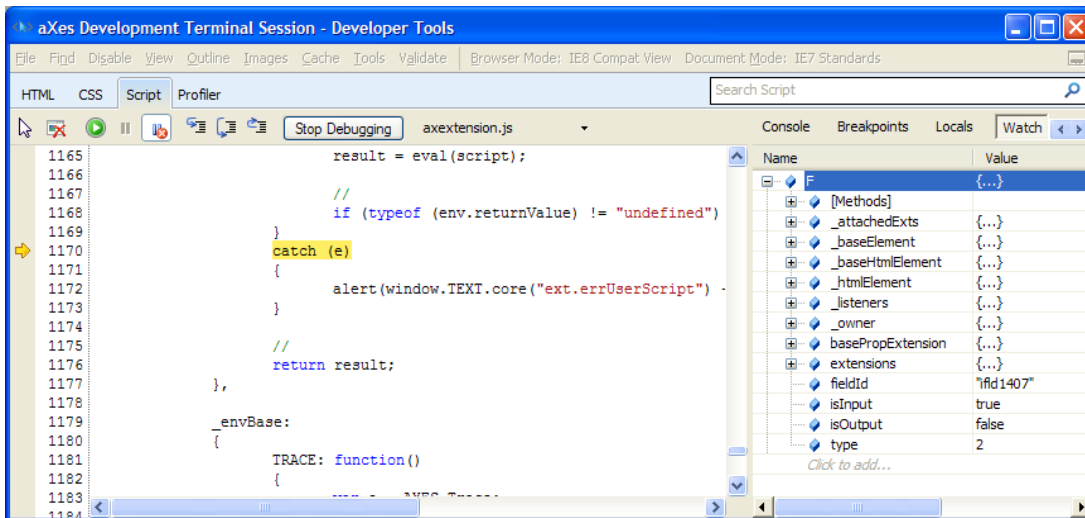 aXes Development Terminal Session - Developer Tools
File Find Disable View Outline Images Cache Tools Validate Browser Mode: IE8 Compat View Document Mode: IE7 Standards
HTML CSS Script Profiler Search Script
Stop Debugging axextension.js Console Breakpoints Locals Watch
Name Value
1165 result = eval(script);
1166
1167 //
1168 if (typeof (env.returnValue) != "undefined")
1169 }
1170 catch (e)
1171 {
1172 alert(window.TEXT.core("ext.errUserScript")
1173 }
1174
1175 //
1176 return result;
1177 },
1178
1179 _envBase:
1180 {
1181 TRACE: function()
1182 {
1183
1184
F {...}
[Methods]
_attachedExts {...}
_baseElement {...}
_baseHtmlElement {...}
_htmlElement {...}
_listeners {...}
_owner {...}
basePropExtension {...}
extensions {...}
fieldId "ifld1407"
isInput true
isOutput false
type 2
Click to add...